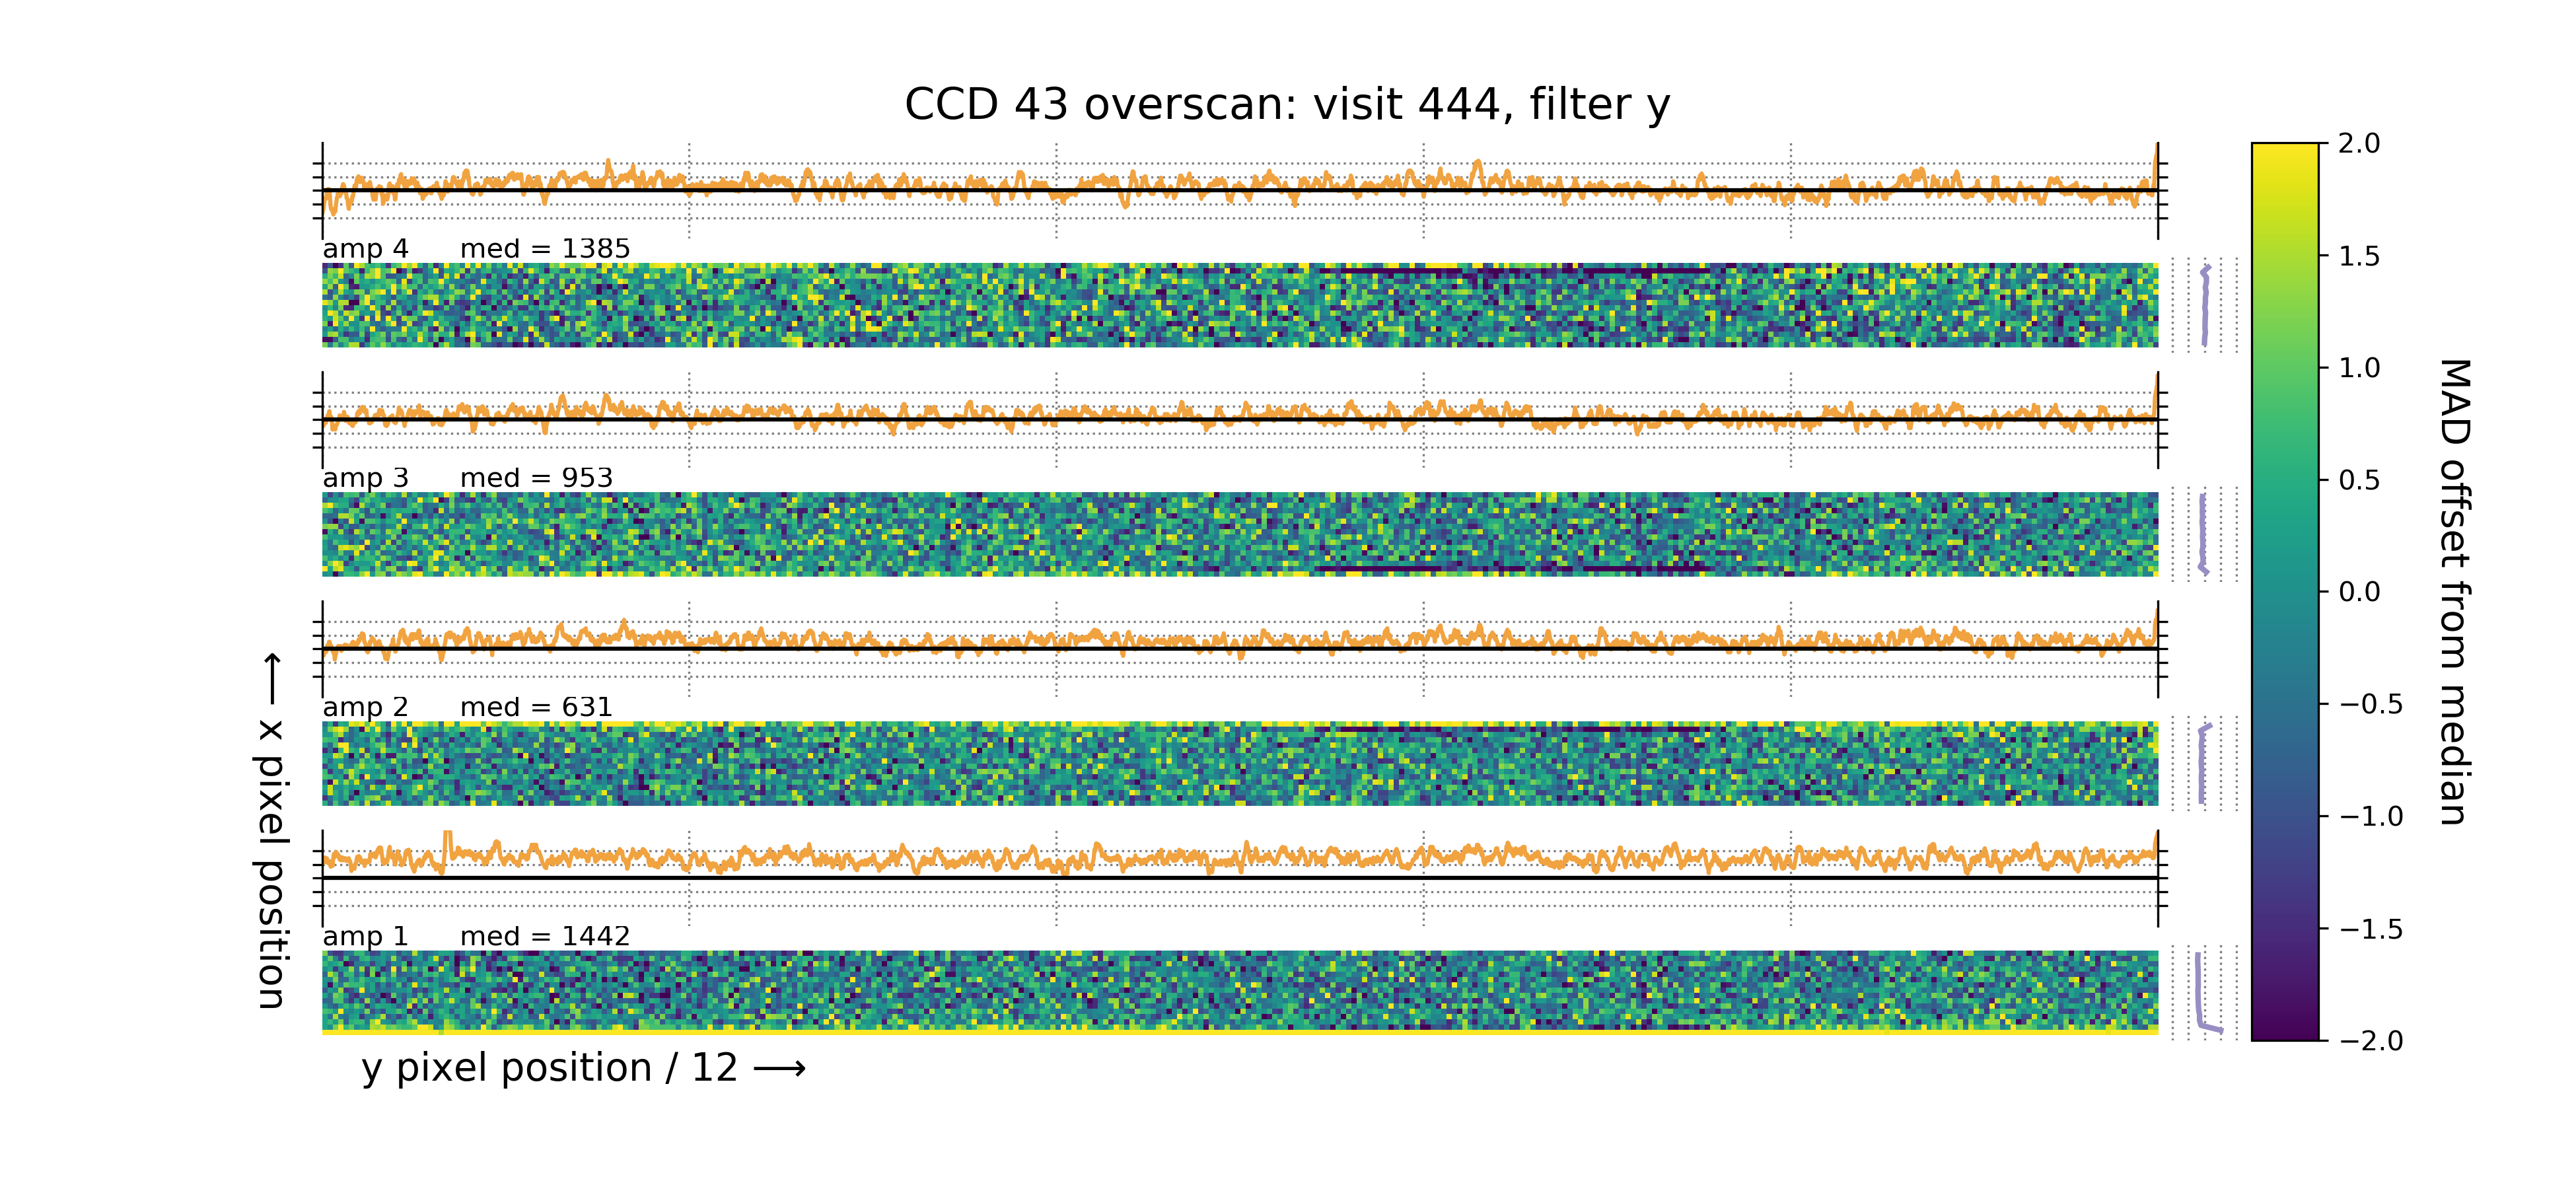 CCD 43 overscan: visit 444, filter y
amp 4 med = 1385
amp 3 med = 953
amp 2 med = 631
amp 1 med = 1442
⟵ x pixel position
y pixel position / 12 ⟶
2.0
1.5
1.0
0.5
0.0
−0.5
−1.0
−1.5
−2.0
MAD offset from median